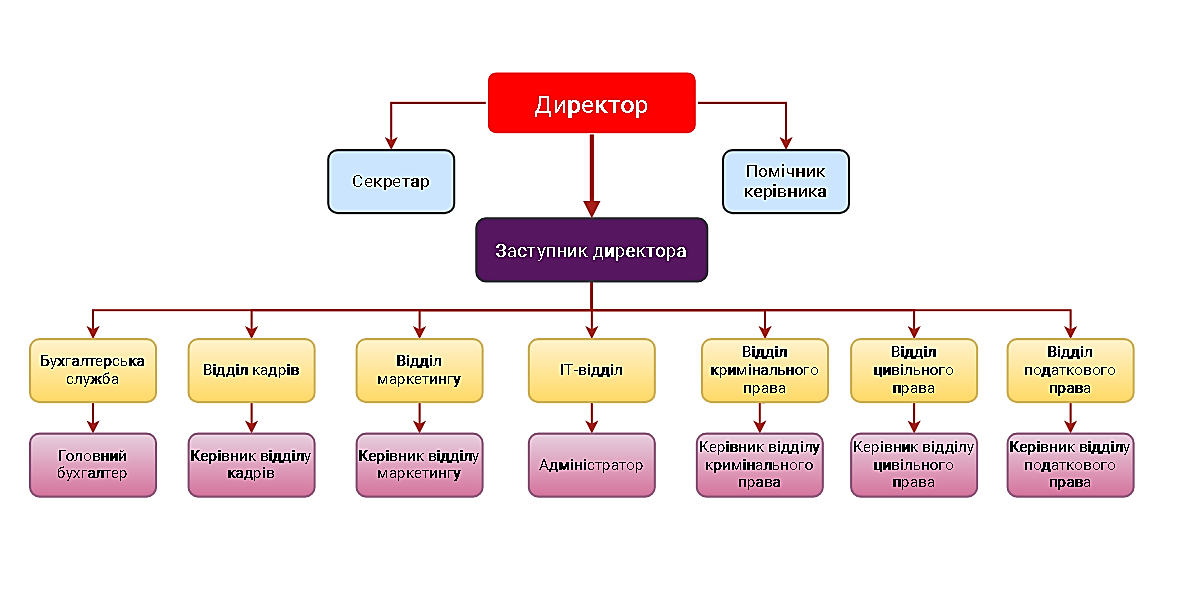 Директор
Секретар
Помічник
керівника
Заступник директора
Бухгалтерська
служба
Відділ кадрів
Відділ
маркетингу
ІТ-відділ
Відділ
кримінального
права
Відділ
цивільного
права
Відділ
податкового
права
Головний
бухгалтер
Керівник відділу
кадрів
Керівник відділу
маркетингу
Адміністратор
Керівник відділу
кримінального
права
Керівник відділу
цивільного
права
Керівник відділу
податкового
права